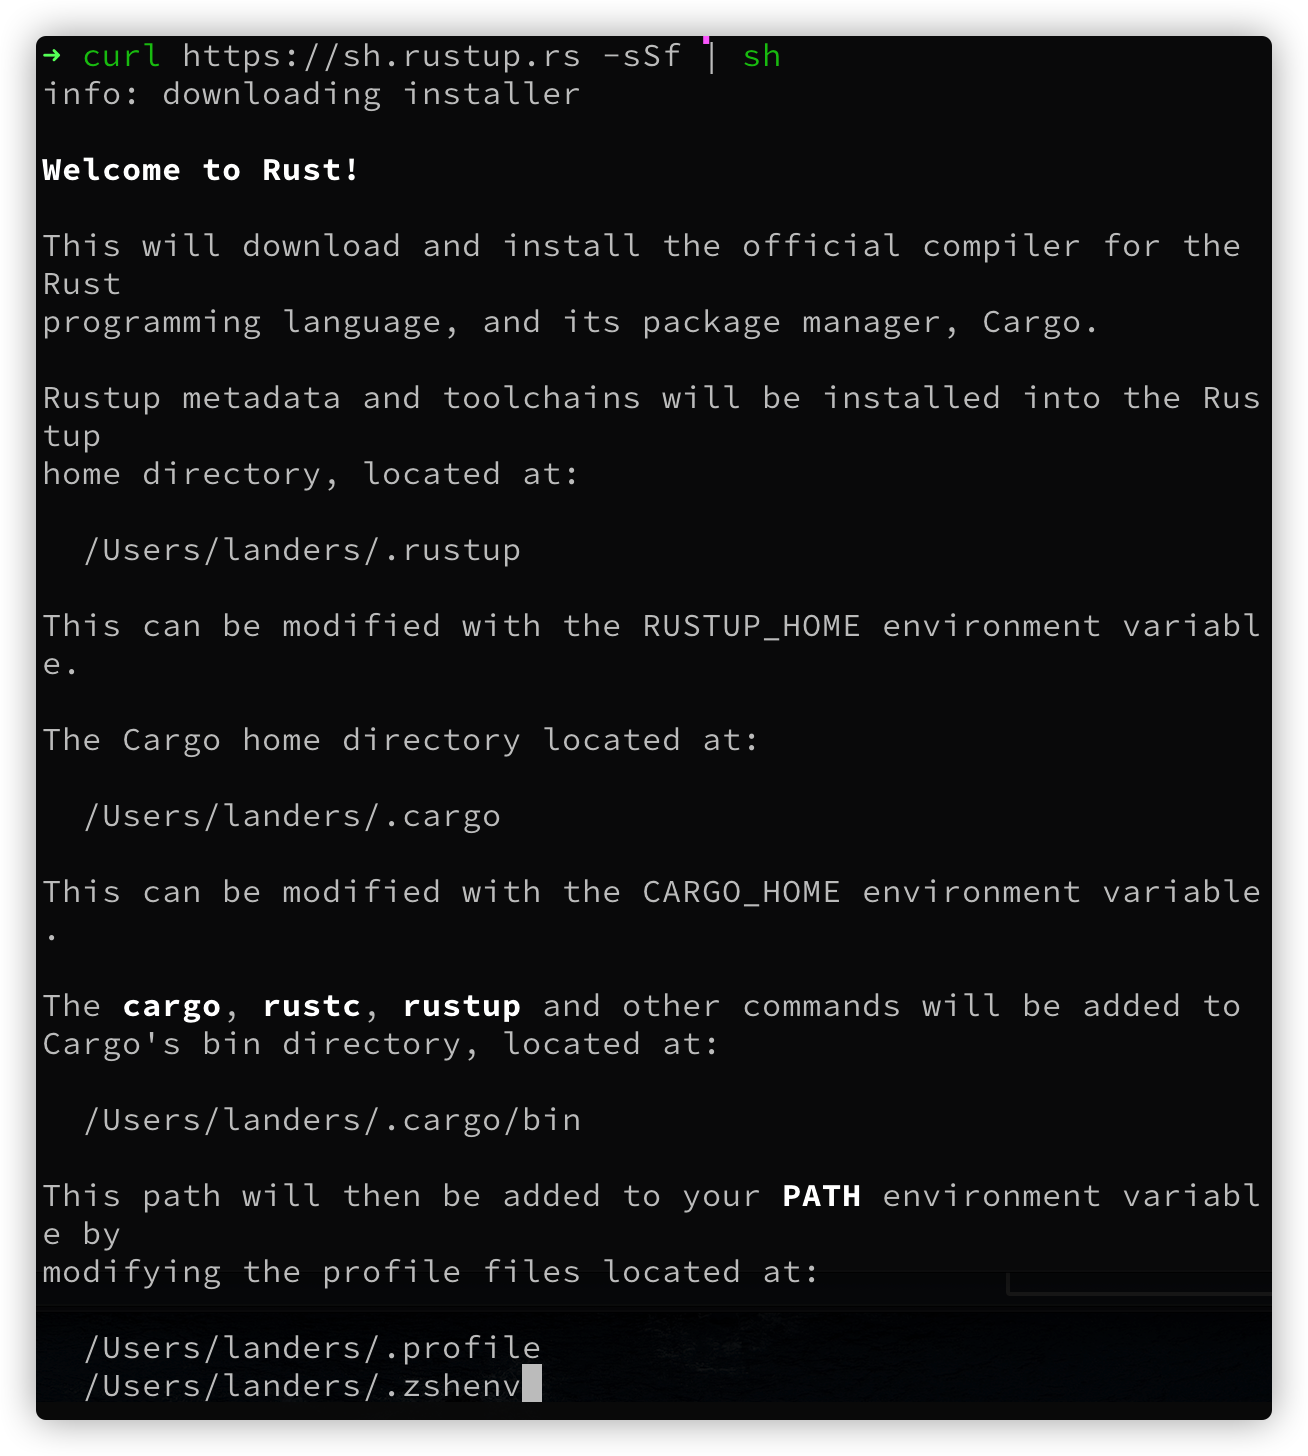 ➜ curl https://sh.rustup.rs -sSf | sh
info: downloading installer
Welcome to Rust!
This will download and install the official compiler for the
Rust
programming language, and its package manager, Cargo.
Rustup metadata and toolchains will be installed into the Rus
tup
home directory, located at:
/Users/landers/.rustup
This can be modified with the RUSTUP_HOME environment variabl
e.
The Cargo home directory located at:
/Users/landers/.cargo
This can be modified with the CARGO_HOME environment variable
.
The cargo, rustc, rustup and other commands will be added to
Cargo's bin directory, located at:
/Users/landers/.cargo/bin
This path will then be added to your PATH environment variabl
e by
modifying the profile files located at:
/Users/landers/.profile
/Users/landers/.zshenv